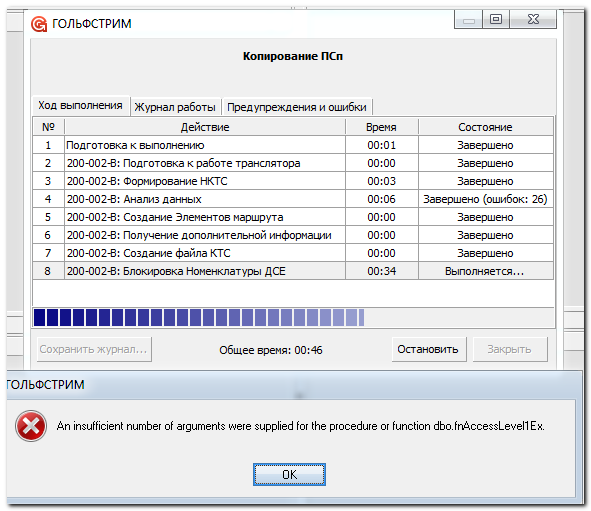 ГОЛЬФСТРИМ
Копирование ПСп
Ход выполнения Журнал работы Предупреждения и ошибки
№ Действие Время Состояние
1 Подготовка к выполнению 00:01 Завершено
2 200-002-В: Подготовка к работе транслятора 00:00 Завершено
3 200-002-В: Формирование НКТС 00:03 Завершено
4 200-002-В: Анализ данных 00:06 Завершено (ошибок: 26)
5 200-002-В: Создание Элементов маршрута 00:00 Завершено
6 200-002-В: Получение дополнительной информации 00:00 Завершено
7 200-002-В: Создание файла КТС 00:00 Завершено
8 200-002-В: Блокировка Номенклатуры ДСЕ 00:34 Выполняется...
Сохранить журнал... Общее время: 00:46 Остановить Закрыть
ГОЛЬФСТРИМ
An insufficient number of arguments were supplied for the procedure or function dbo.fnAccessLevel1Ex.
OK